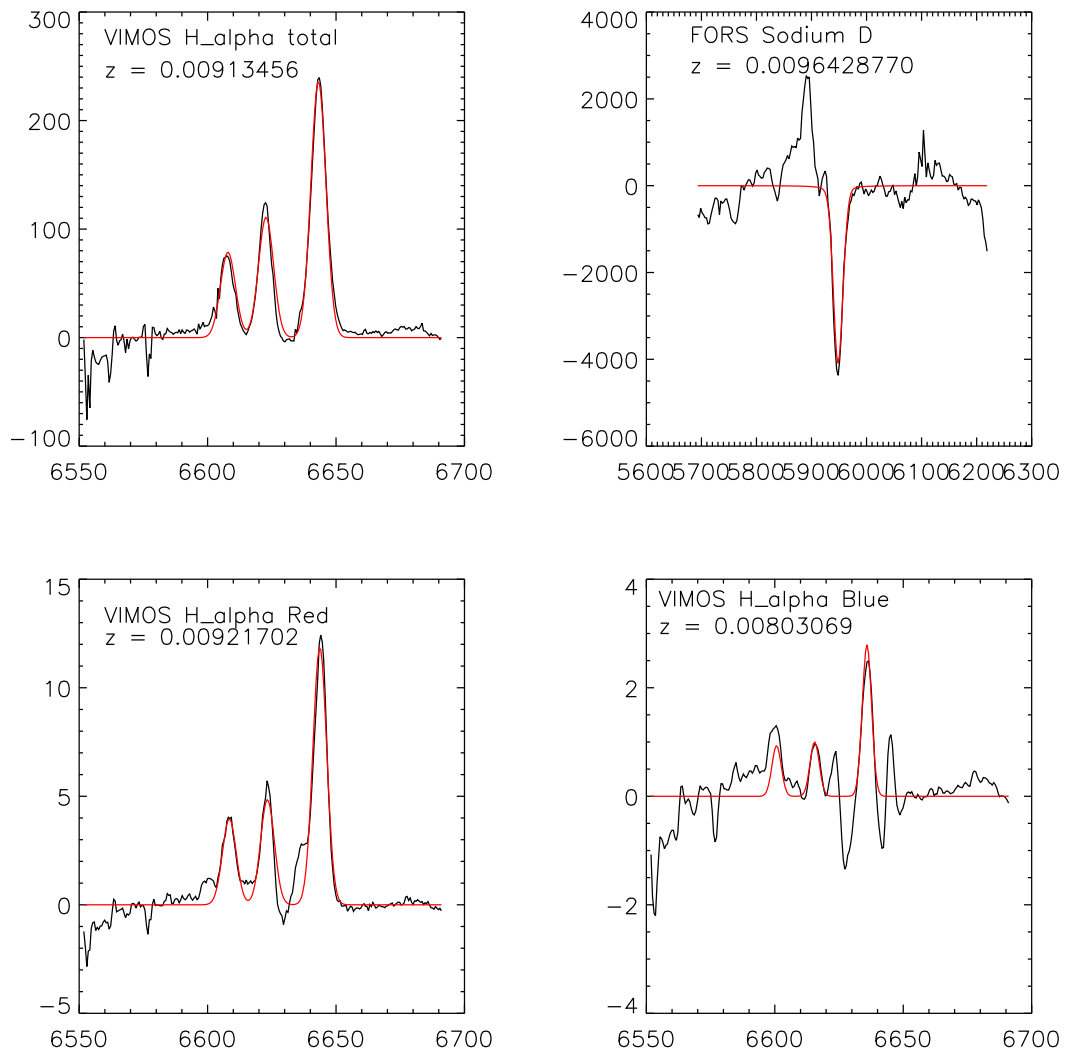 VIMOS H_alpha total
z = 0.00913456
300
200
100
0
−100
6550 6600 6650 6700
FORS Sodium D
z = 0.0096428770
4000
2000
0
−2000
−4000
−6000
5600 5700 5800 5900 6000 6100 6200 6300
VIMOS H_alpha Red
z = 0.00921702
15
10
5
0
−5
6550 6600 6650 6700
VIMOS H_alpha Blue
z = 0.00803069
4
2
0
−2
−4
6550 6600 6650 6700